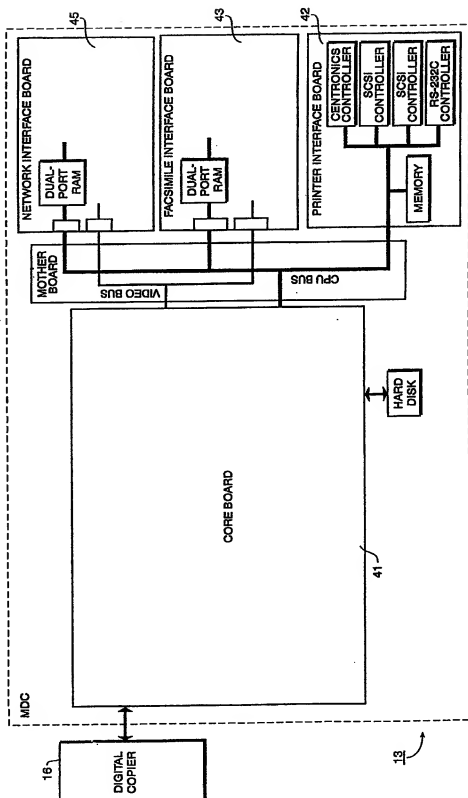 45
NETWORK INTERFACE BOARD
DUAL-
PORT
RAM
43
FACSIMILE INTERFACE BOARD
DUAL-
PORT
RAM
42
PRINTER INTERFACE BOARD
CENTRONICS
CONTROLLER
SCSI
CONTROLLER
SCSI
CONTROLLER
RS-232C
CONTROLLER
MEMORY
MOTHER
BOARD
VIDEO BUS
CPU BUS
CORE BOARD
41
HARD
DISK
MDC
16
DIGITAL
COPIER
13